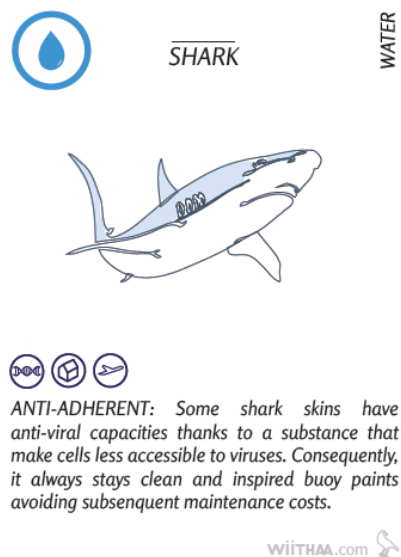 SHARK
WATER
ANTI-ADHERENT: Some shark skins have
anti-viral capacities thanks to a substance that
make cells less accessible to viruses. Consequently,
it always stays clean and inspired buoy paints
avoiding subsenquent maintenance costs.
WiiTHAA.com